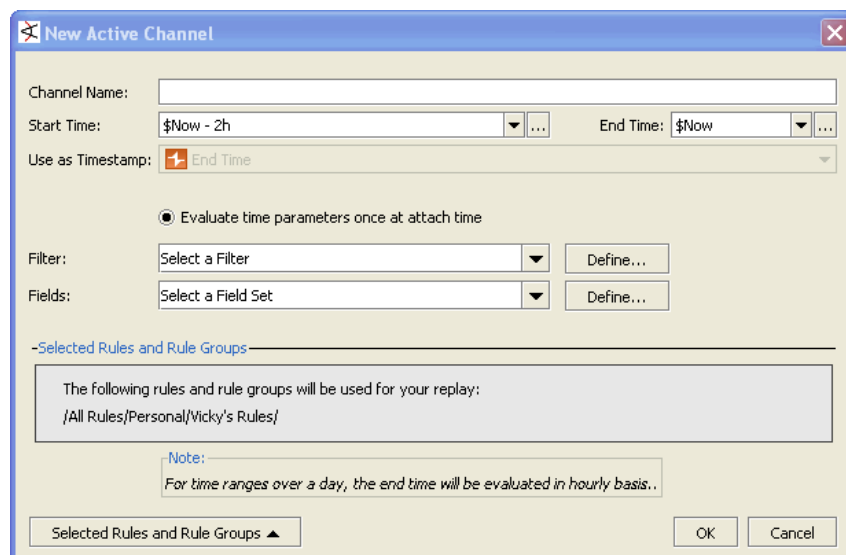 New Active Channel
Channel Name:
Start Time: $Now - 2h ... End Time: $Now ...
Use as Timestamp: End Time
Evaluate time parameters once at attach time
Filter: Select a Filter Define...
Fields: Select a Field Set Define...
Selected Rules and Rule Groups
The following rules and rule groups will be used for your replay:
/All Rules/Personal/Vicky's Rules/
Note:
For time ranges over a day, the end time will be evaluated in hourly basis..
Selected Rules and Rule Groups OK Cancel